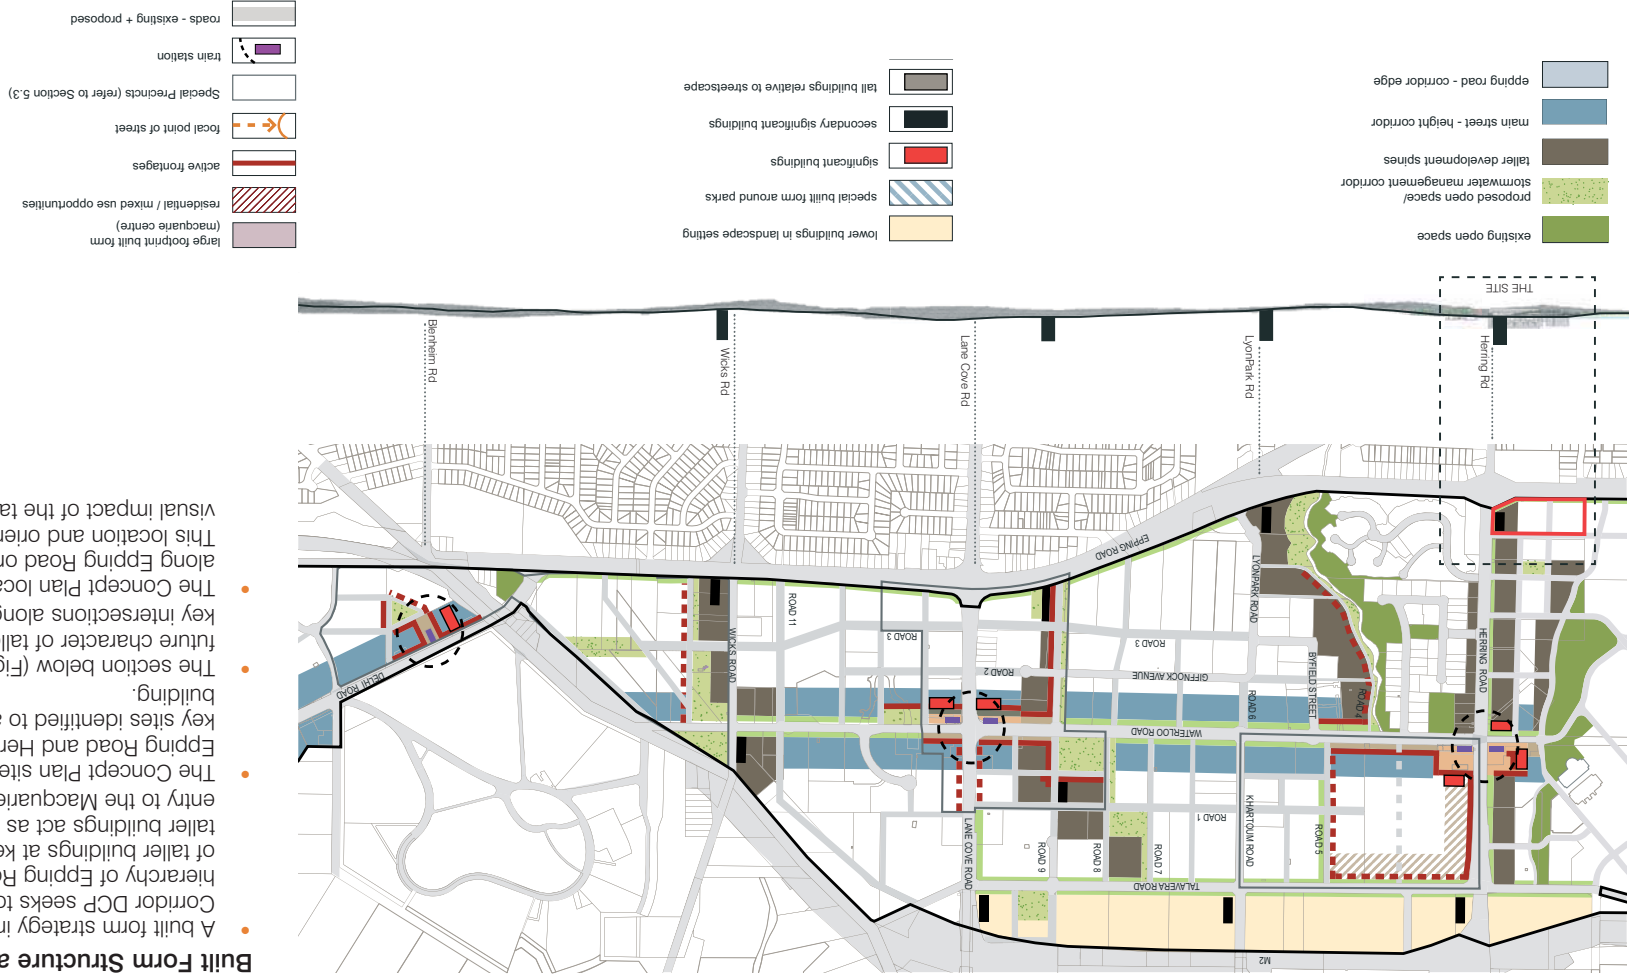 Built Form Structure a
• A built form strategy in
Corridor DCP seeks to
hierarchy of Epping Ro
of taller buildings at ke
taller buildings act as
entry to the Macquarie
• The Concept Plan site
Epping Road and Her
key sites identified to a
building.
• The section below (Fig
future character of talle
key intersections along
• The Concept Plan loca
along Epping Road on
This location and orien
visual impact of the ta
M2
TALAVERA ROAD
LANE COVE ROAD
ROAD 9
ROAD 8
ROAD 7
ROAD 1
KHARTOUM ROAD
ROAD 5
WATERLOO ROAD
ROAD 6
ROAD 4
BYFIELD STREET
HERRING ROAD
GIFFNOCK AVENUE
ROAD 2
ROAD 3
ROAD 3
LYONPARK ROAD
ROAD 11
WICKS ROAD
DELHI ROAD
EPPING ROAD
Herring Rd
LyonPark Rd
Lane Cove Rd
Wicks Rd
Blenheim Rd
THE SITE
existing open space
proposed open space/
stormwater management corridor
taller development spines
main street - height corridor
epping road - corridor edge
lower buildings in landscape setting
special built form around parks
significant buildings
secondary significant buildings
tall buildings relative to streetscape
large footprint built form
(macquarie centre)
residential / mixed use opportunities
active frontages
focal point of street
Special Precincts (refer to Section 5.3)
train station
roads - existing + proposed